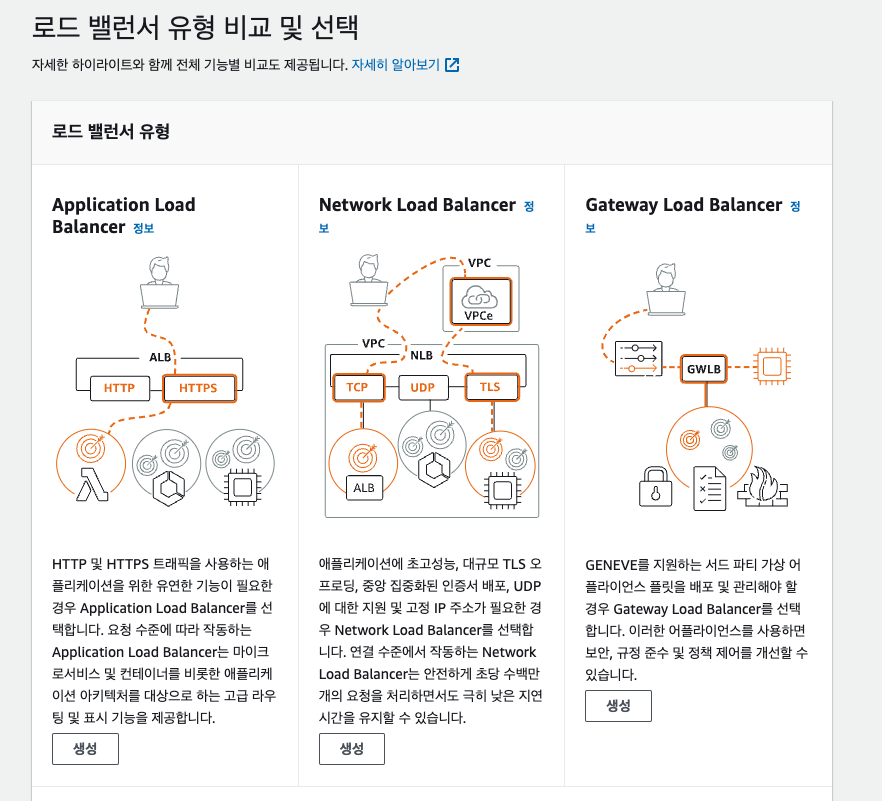 로드 밸런서 유형 비교 및 선택
자세한 하이라이트와 함께 전체 기능별 비교도 제공됩니다. 자세히 알아보기
로드 밸런서 유형
Application Load
Balancer 정보
ALB
HTTP
HTTPS
HTTP 및 HTTPS 트래픽을 사용하는 애
플리케이션을 위한 유연한 기능이 필요한
경우 Application Load Balancer를 선
택합니다. 요청 수준에 따라 작동하는
Application Load Balancer는 마이크
로서비스 및 컨테이너를 비롯한 애플리케
이션 아키텍처를 대상으로 하는 고급 라우
팅 및 표시 기능을 제공합니다.
생성
Network Load Balancer 정
보
VPC
VPCe
VPC
NLB
TCP
UDP
TLS
ALB
애플리케이션에 초고성능, 대규모 TLS 오
프로딩, 중앙 집중화된 인증서 배포, UDP
에 대한 지원 및 고정 IP 주소가 필요한 경
우 Network Load Balancer를 선택합니
다. 연결 수준에서 작동하는 Network
Load Balancer는 안전하게 초당 수백만
개의 요청을 처리하면서도 극히 낮은 지연
시간을 유지할 수 있습니다.
생성
Gateway Load Balancer 정
보
GWLB
GENEVE를 지원하는 서드 파티 가상 어
플라이언스 플릿을 배포 및 관리해야 할
경우 Gateway Load Balancer를 선택
합니다. 이러한 어플라이언스를 사용하면
보안, 규정 준수 및 정책 제어를 개선할 수
있습니다.
생성